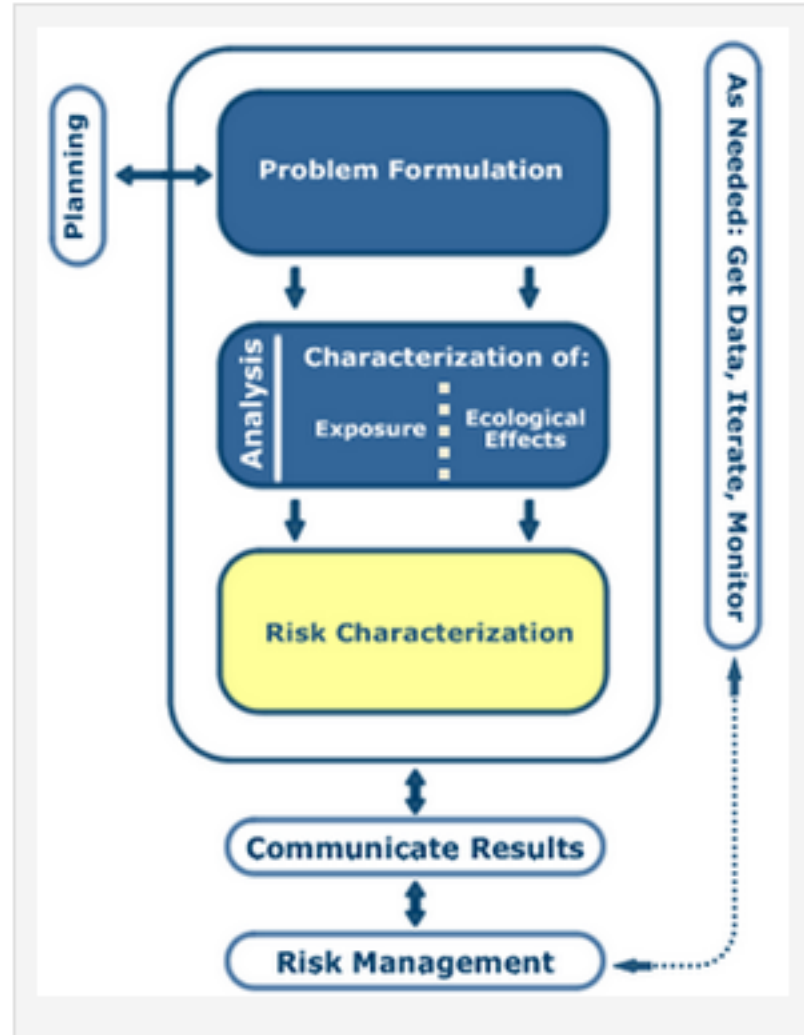 Planning
Problem Formulation
Analysis
Characterization of:
Exposure
Ecological
Effects
Risk Characterization
Communicate Results
Risk Management
As Needed: Get Data, Iterate, Monitor